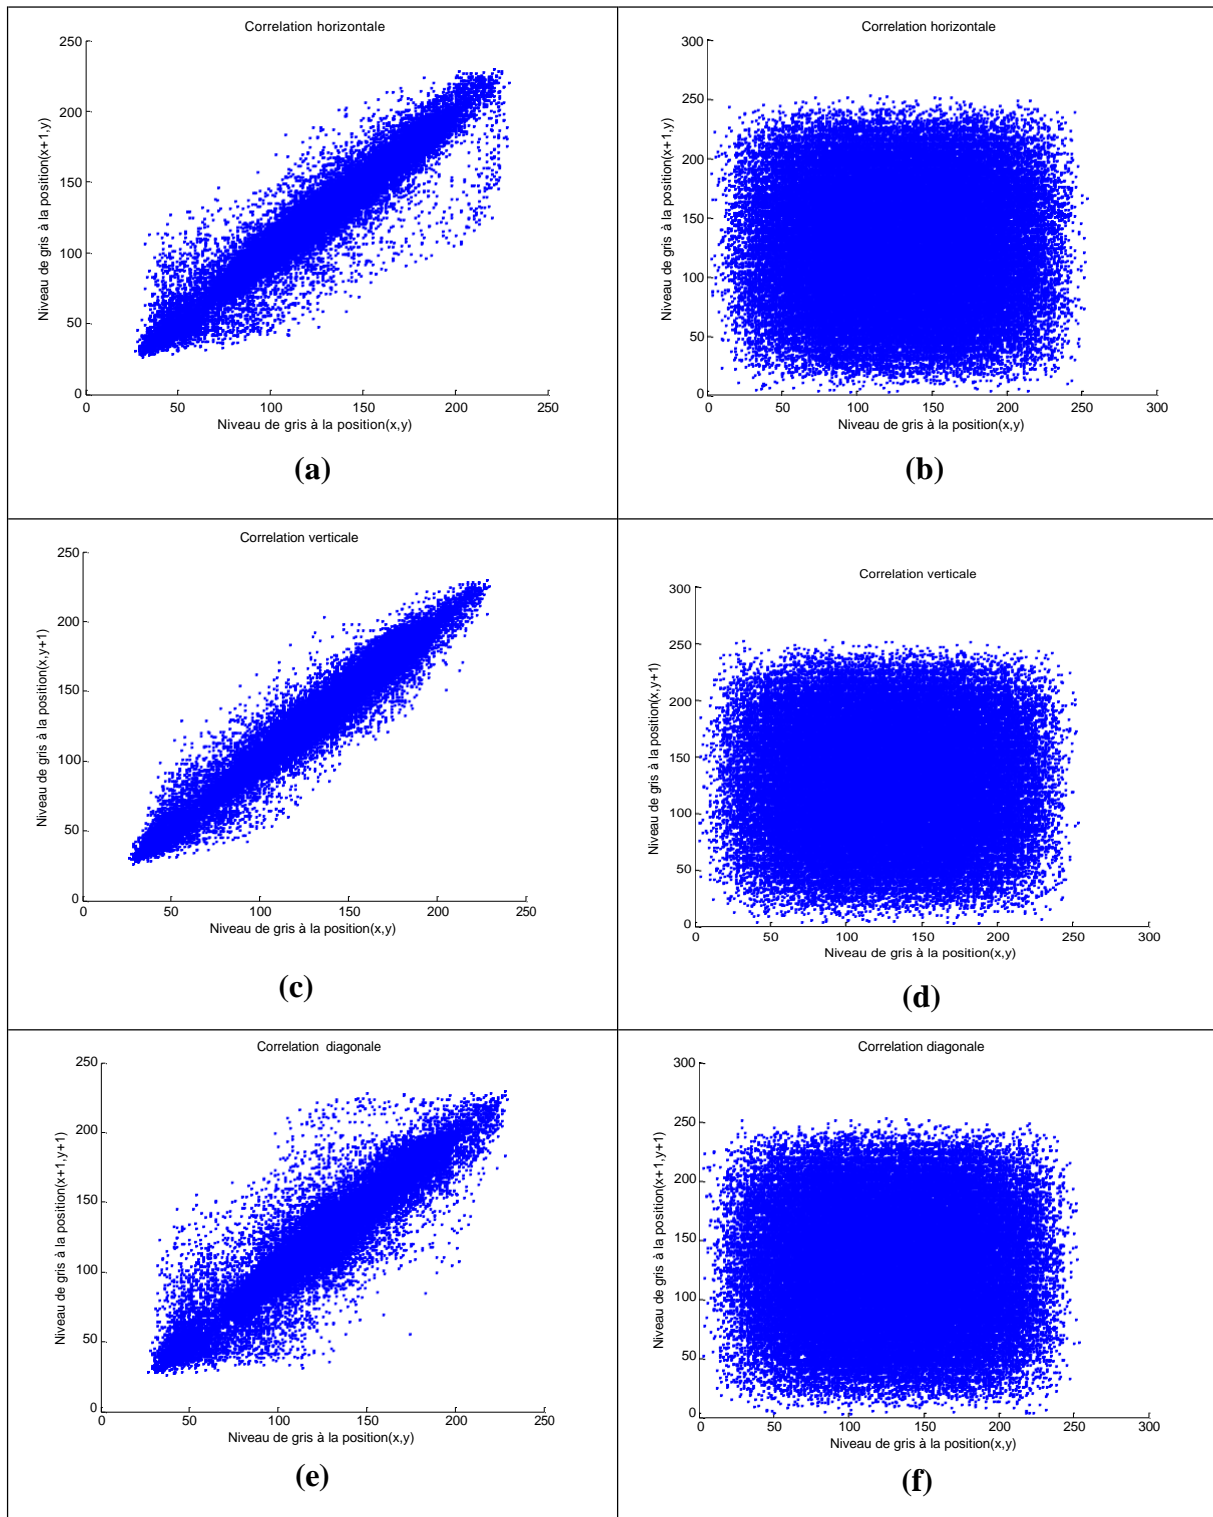 Correlation horizontale
250
200
150
100
50
0
0 50 100 150 200 250
Niveau de gris à la position(x+1,y)
Niveau de gris à la position(x,y)
(a)
Correlation horizontale
300
250
200
150
100
50
0
0 50 100 150 200 250 300
Niveau de gris à la position(x+1,y)
Niveau de gris à la position(x,y)
(b)
Correlation verticale
250
200
150
100
50
0
0 50 100 150 200 250
Niveau de gris à la position(x,y+1)
Niveau de gris à la position(x,y)
(c)
Correlation verticale
300
250
200
150
100
50
0
0 50 100 150 200 250 300
Niveau de gris à la position(x,y+1)
Niveau de gris à la position(x,y)
(d)
Correlation diagonale
250
200
150
100
50
0
0 50 100 150 200 250
Niveau de gris à la position(x+1,y+1)
Niveau de gris à la position(x,y)
(e)
Correlation diagonale
300
250
200
150
100
50
0
0 50 100 150 200 250 300
Niveau de gris à la position(x+1,y+1)
Niveau de gris à la position(x,y)
(f)